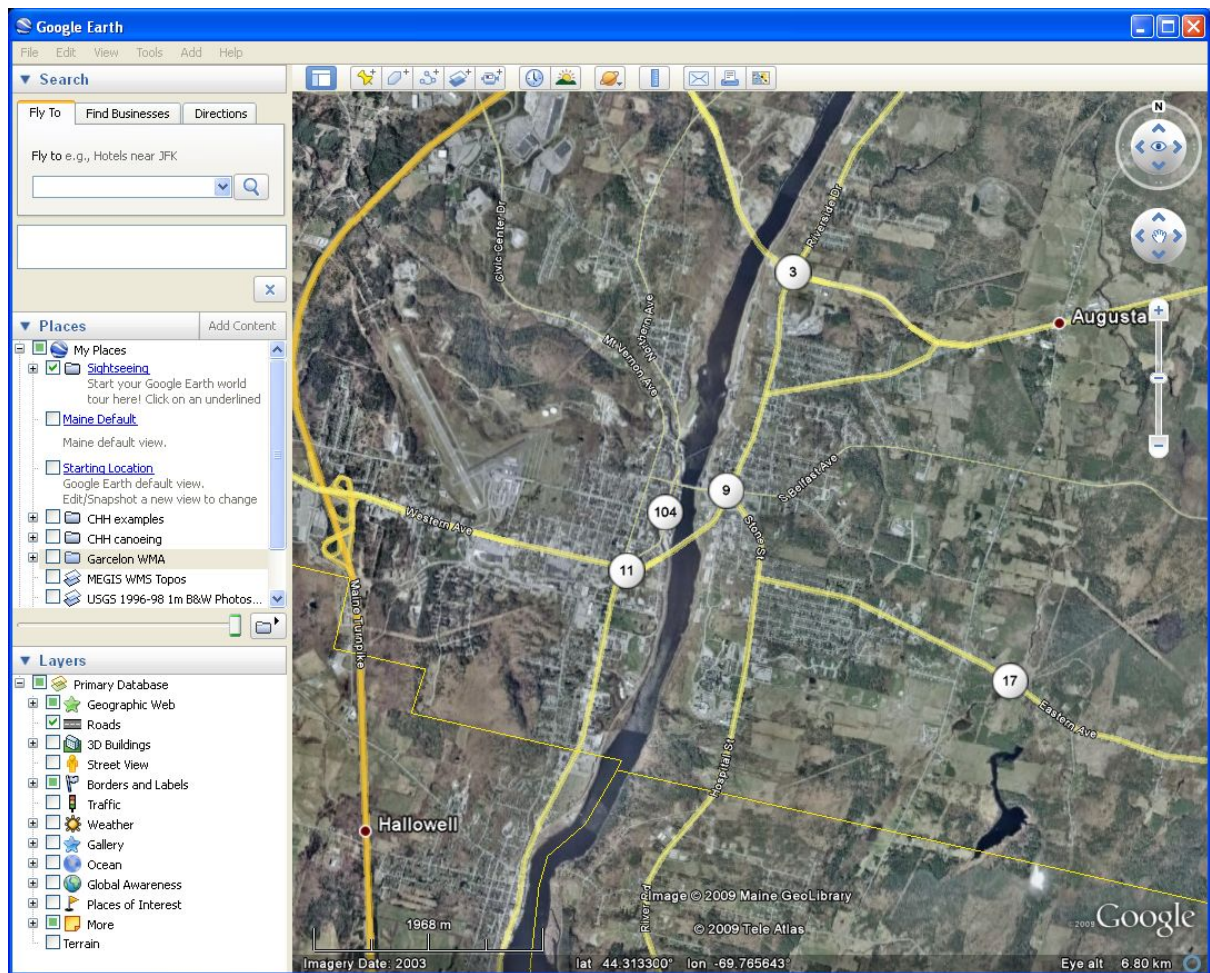 Google Earth
File Edit View Tools Add Help
Search
Fly To Find Businesses Directions
Fly to e.g., Hotels near JFK
Places Add Content
My Places
Sightseeing
Start your Google Earth world
tour here! Click on an underlined
Maine Default
Maine default view.
Starting Location
Google Earth default view.
Edit/Snapshot a new view to change
CHH examples
CHH canoeing
Garcelon WMA
MEGIS WMS Topos
USGS 1996-98 1m B&W Photos...
Layers
Primary Database
Geographic Web
Roads
3D Buildings
Street View
Borders and Labels
Traffic
Weather
Gallery
Ocean
Global Awareness
Places of Interest
More
Terrain
N
Riverside Dr
Civic Center Dr
3
Augusta
Mt Vernon Ave
9
S Belfast Ave
104
Western Ave
Stone St
11
Maine Turnpike
17
Eastern Ave
Hospital St
Hallowell
Image © 2009 Maine GeoLibrary
1968 m
© 2009 Tele Atlas
© 2009 Google
Imagery Date: 2003
lat 44.313300° lon -69.765643°
Eye alt 6.80 km